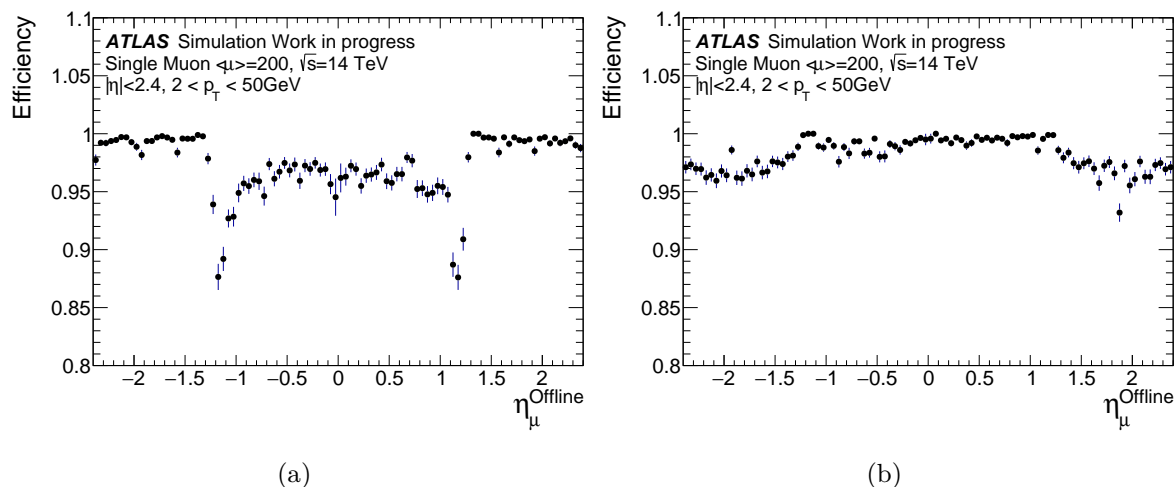 Efficiency
1.1
1.05
1
0.95
0.9
0.85
0.8
ATLAS Simulation Work in progress
Single Muon <μ>=200, √s=14 TeV
|η|<2.4, 2 < p_T < 50GeV
−2 −1.5 −1 −0.5 0 0.5 1 1.5 2
η_μ^Offline
(a)
Efficiency
1.1
1.05
1
0.95
0.9
0.85
0.8
ATLAS Simulation Work in progress
Single Muon <μ>=200, √s=14 TeV
|η|<2.4, 2 < p_T < 50GeV
−2 −1.5 −1 −0.5 0 0.5 1 1.5 2
η_μ^Offline
(b)